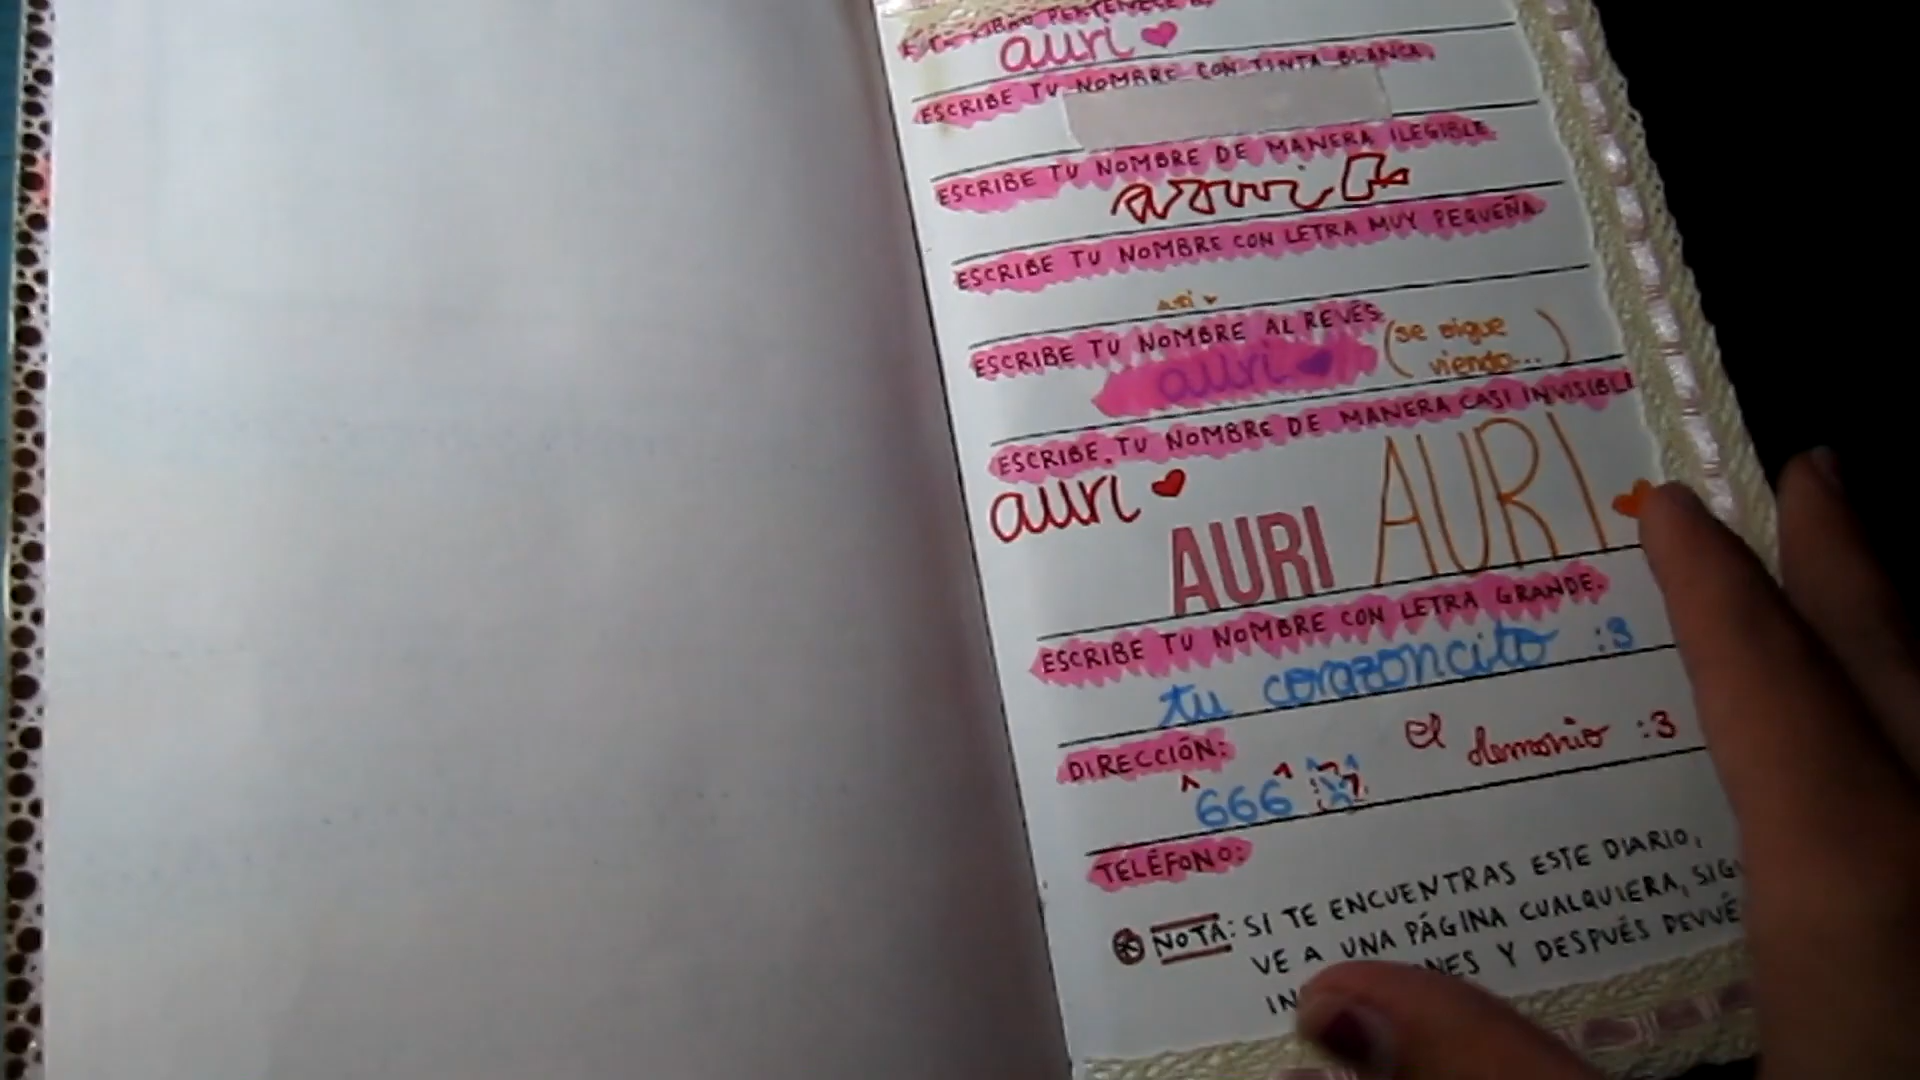 PERTENECE A:
auri
ESCRIBE TU NOMBRE CON TINTA BLANCA.
ESCRIBE TU NOMBRE DE MANERA ILEGIBLE.
ESCRIBE TU NOMBRE CON LETRA MUY PEQUEÑA.
ESCRIBE TU NOMBRE AL REVÉS.
(se sigue
viendo...)
auri
ESCRIBE TU NOMBRE DE MANERA CASI INVISIBLE
auri
AURI AURI
ESCRIBE TU NOMBRE CON LETRA GRANDE.
tu corazoncito :3
DIRECCIÓN:
el demonio :3
666
TELÉFONO:
NOTA: SI TE ENCUENTRAS ESTE DIARIO,
VE A UNA PÁGINA CUALQUIERA,
Y DESPUÉS